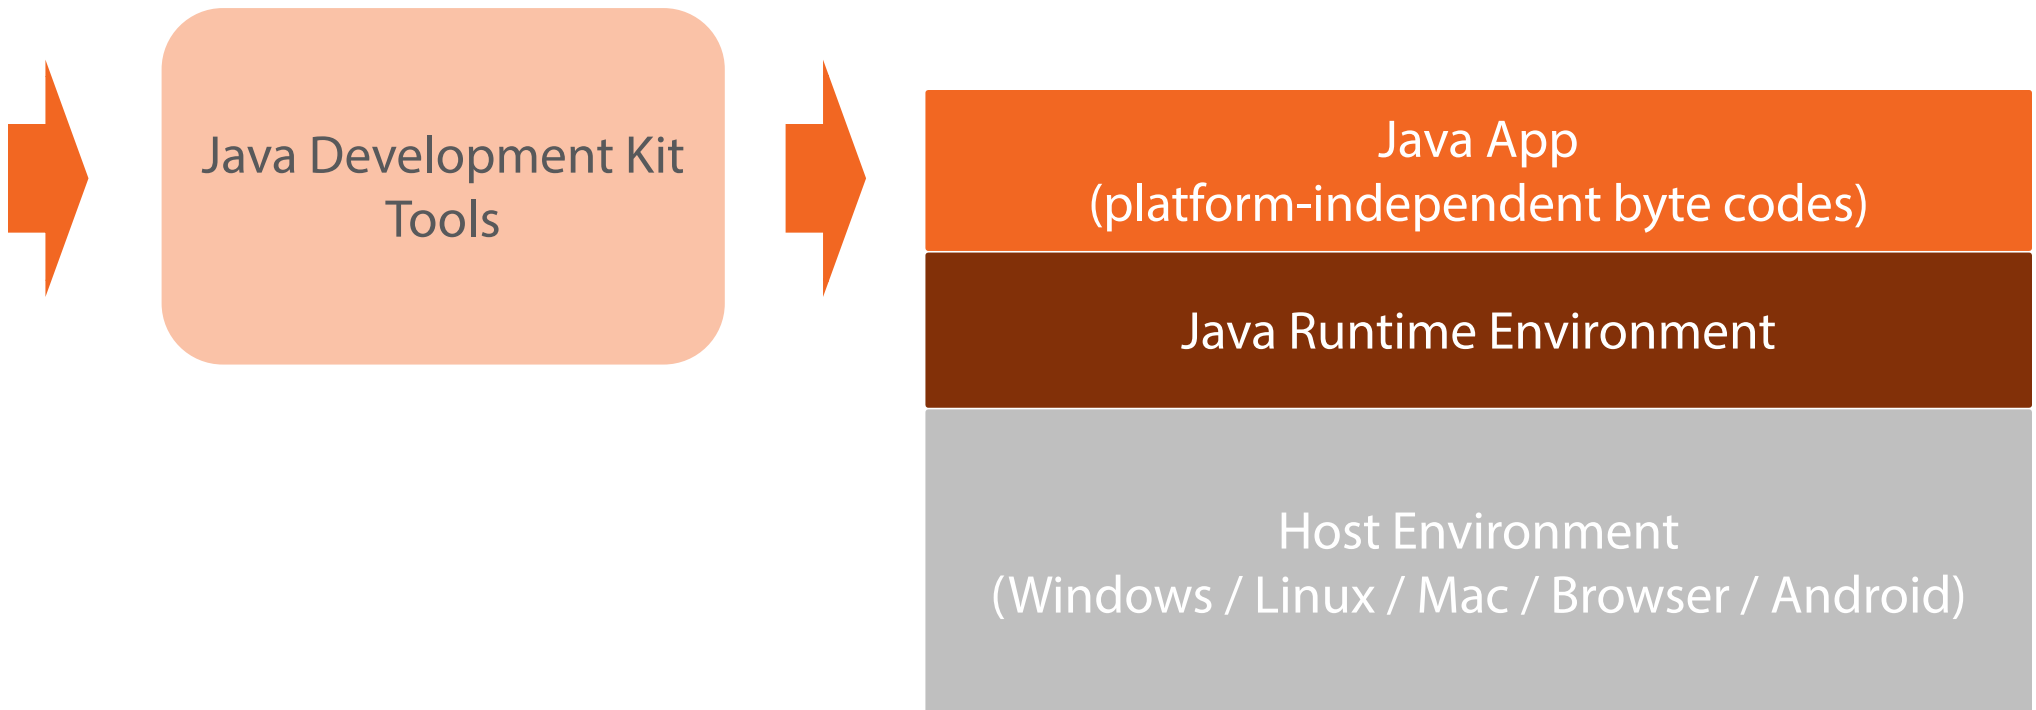 Java Development Kit
Tools
Java App
(platform-independent byte codes)
Java Runtime Environment
Host Environment
(Windows / Linux / Mac / Browser / Android)